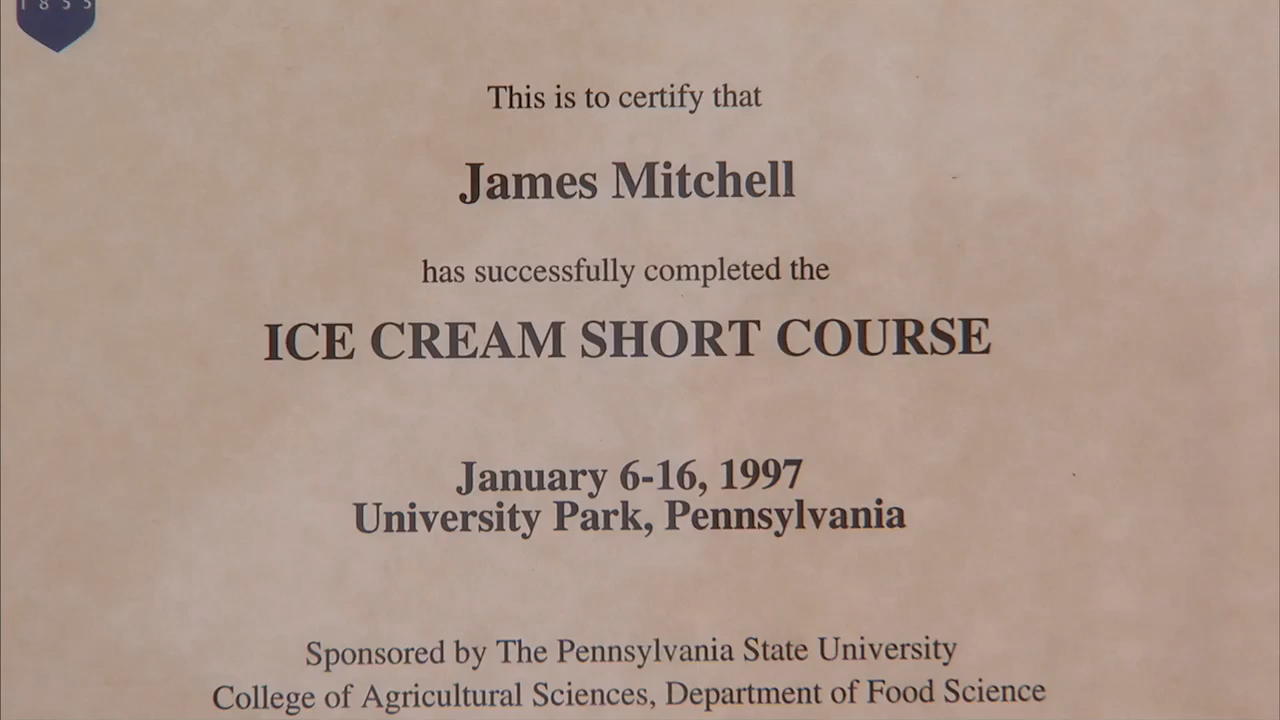 1855
This is to certify that
James Mitchell
has successfully completed the
ICE CREAM SHORT COURSE
January 6-16, 1997
University Park, Pennsylvania
Sponsored by The Pennsylvania State University
College of Agricultural Sciences, Department of Food Science